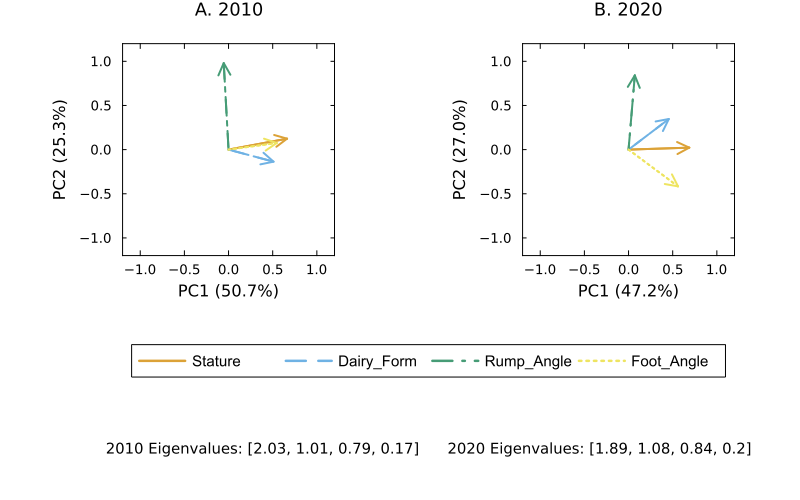 A. 2010
B. 2020
PC2 (25.3%)
1.0
0.5
0.0
−0.5
−1.0
−1.0 −0.5 0.0 0.5 1.0
PC1 (50.7%)
PC2 (27.0%)
1.0
0.5
0.0
−0.5
−1.0
−1.0 −0.5 0.0 0.5 1.0
PC1 (47.2%)
Stature Dairy_Form Rump_Angle Foot_Angle
2010 Eigenvalues: [2.03, 1.01, 0.79, 0.17]
2020 Eigenvalues: [1.89, 1.08, 0.84, 0.2]